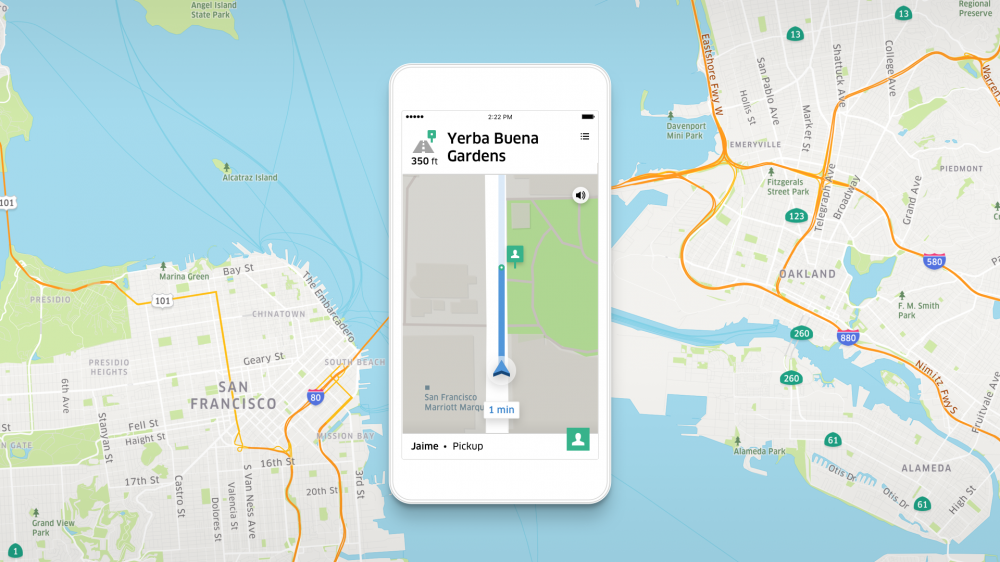 Angel Island
State Park
Regional
Preserve
13
13
Eastshore Fwy W
San Pablo Ave
Hollis St
Market St
Shattuck Ave
College Ave
Warren
Davenport
Mini Park
EMERYVILLE
PIEDMONT
Alcatraz Island
Fitzgerals
Street Park
Telegraph Ave
Broadway
Grand Ave
101
123
580
Marina Green
Bay St
The Embarcadero
OAKLAND
PRESIDIO
101
CHINATOWN
F. M. Smith
Park
260
880
PRESIDIO
HEIGHTS
Geary St
SOUTH BEACH
Nimitz Fwy S
260
SAN
FRANCISCO
80
6th Ave
Stanyan St
Fell St
Haight St
MISSION BAY
Fruitvale Ave
N GATE
61
Alameda Park
16th St
17th St
Castro St
Dolores St
Valencia St
S Van Ness Ave
20th St
3rd St
Otis Dr
Otis Dr
ALAMEDA
High St
61
Grand View
Park
1
2:22 PM
Yerba Buena
Gardens
350 ft
San Francisco
Marriott Marqu
1 min
Jaime • Pickup